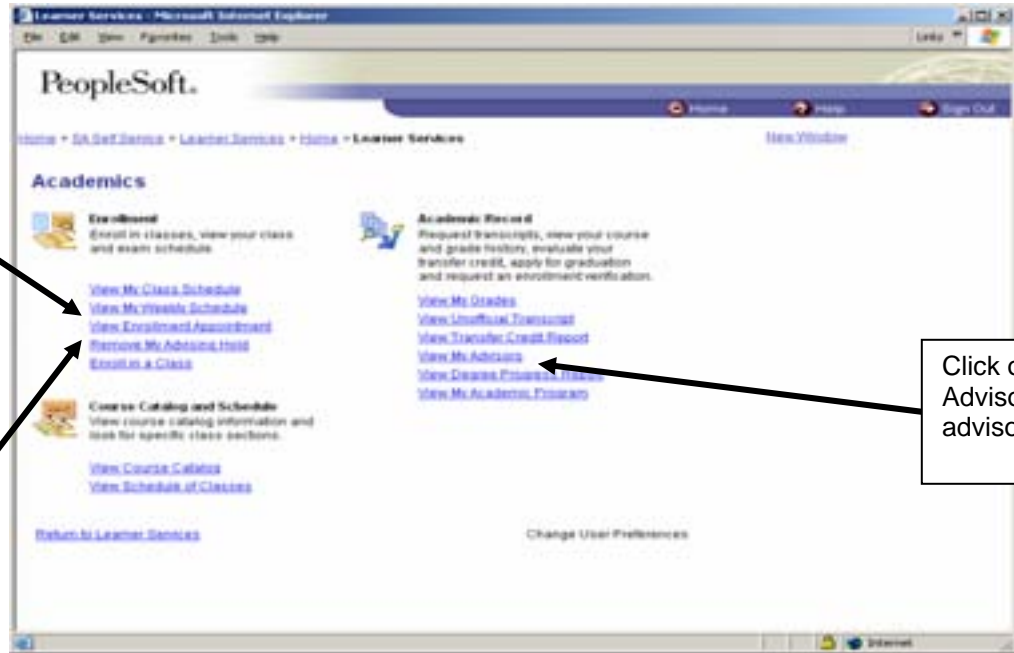 Learner Services - Microsoft Internet Explorer
File Edit View Favorites Tools Help
Links
PeopleSoft.
Home
Help
Sign Out
Home > SA Self Service > Learner Services > Home > Learner Services
New Window
Academics
Enrollment
Enroll in classes, view your class
and exam schedule
View My Class Schedule
View My Weekly Schedule
View Enrollment Appointment
Remove My Advising Hold
Enroll in a Class
Course Catalog and Schedule
View course catalog information and
look for specific class sections.
View Course Catalog
View Schedule of Classes
Return to Learner Services
Academic Record
Request transcripts, view your course
and grade history, evaluate your
transfer credit, apply for graduation
and request an enrollment verification.
View My Grades
View Unofficial Transcript
View Transfer Credit Report
View My Advisors
View Degree Progress Report
View My Academic Program
Change User Preferences
Click
Internet